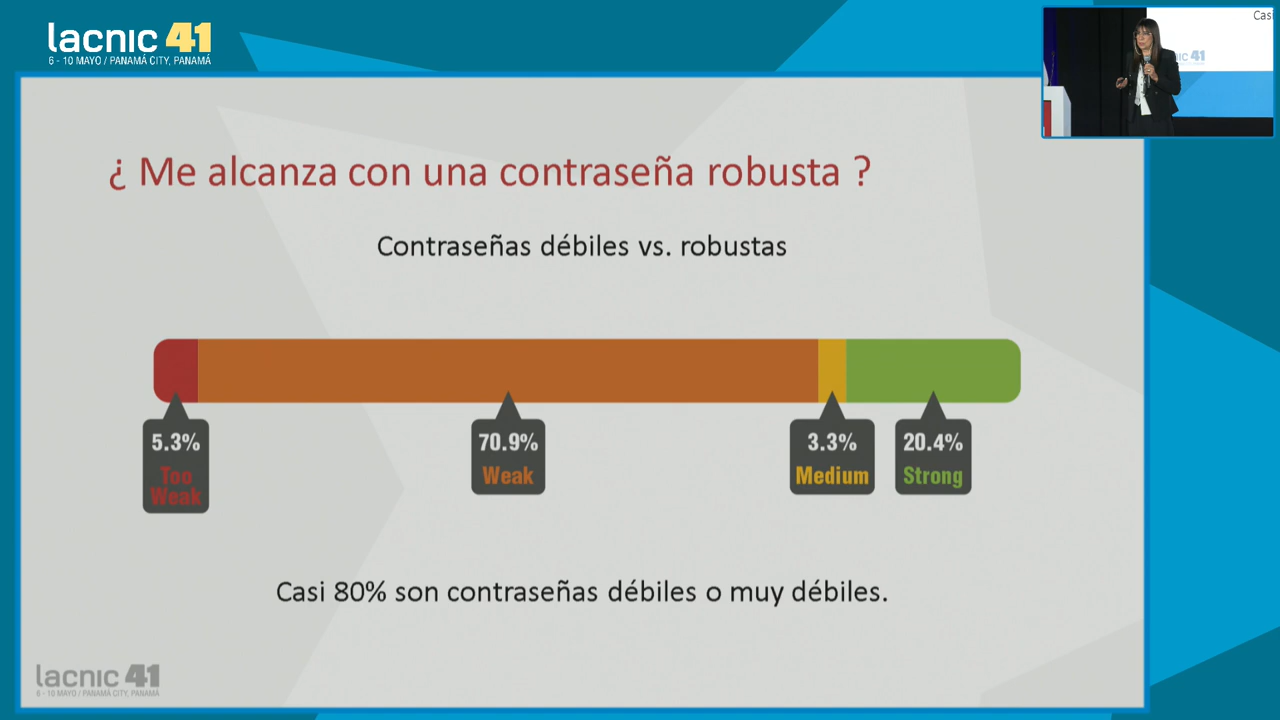 lacnic 41
6 - 10 MAYO / PANAMÁ CITY, PANAMÁ
Casi
41
¿ Me alcanza con una contraseña robusta ?
Contraseñas débiles vs. robustas
5.3%
Too
Weak
70.9%
Weak
3.3%
Medium
20.4%
Strong
Casi 80% son contraseñas débiles o muy débiles.
lacnic 41
6 - 10 MAYO / PANAMÁ CITY, PANAMÁ